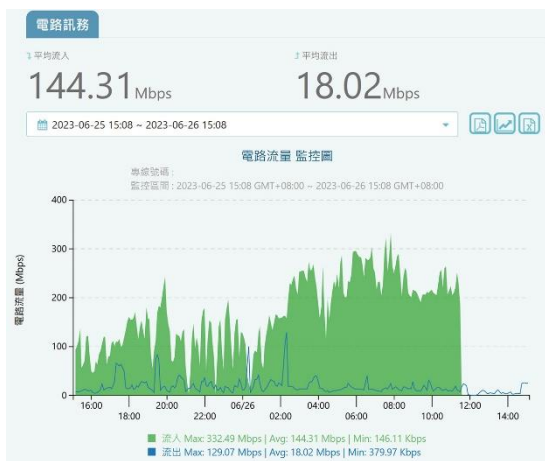 電路訊務
平均流入
平均流出
144.31 Mbps
18.02 Mbps
2023-06-25 15:08 ~ 2023-06-26 15:08
電路流量 監控圖
專線號碼 :
監控區間 : 2023-06-25 15:08 GMT+08:00 ~ 2023-06-26 15:08 GMT+08:00
電路流量 (Mbps)
400
300
200
100
0
16:00
18:00
20:00
22:00
06/26
02:00
04:00
06:00
08:00
10:00
12:00
14:00
流入 Max: 332.49 Mbps | Avg: 144.31 Mbps | Min: 146.11 Kbps
流出 Max: 129.07 Mbps | Avg: 18.02 Mbps | Min: 379.97 Kbps